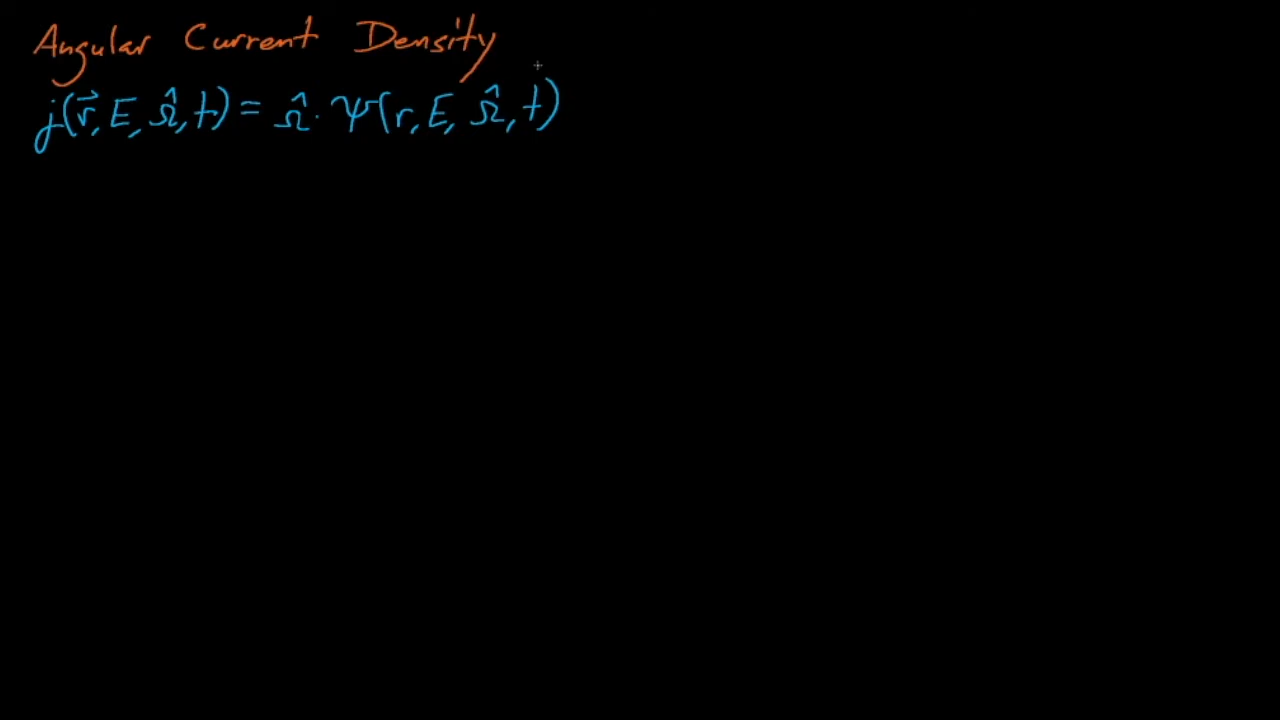 Angular Current Density
j(r⃗, E, Ω̂, t) = Ω̂ · Ψ(r, E, Ω̂, t)